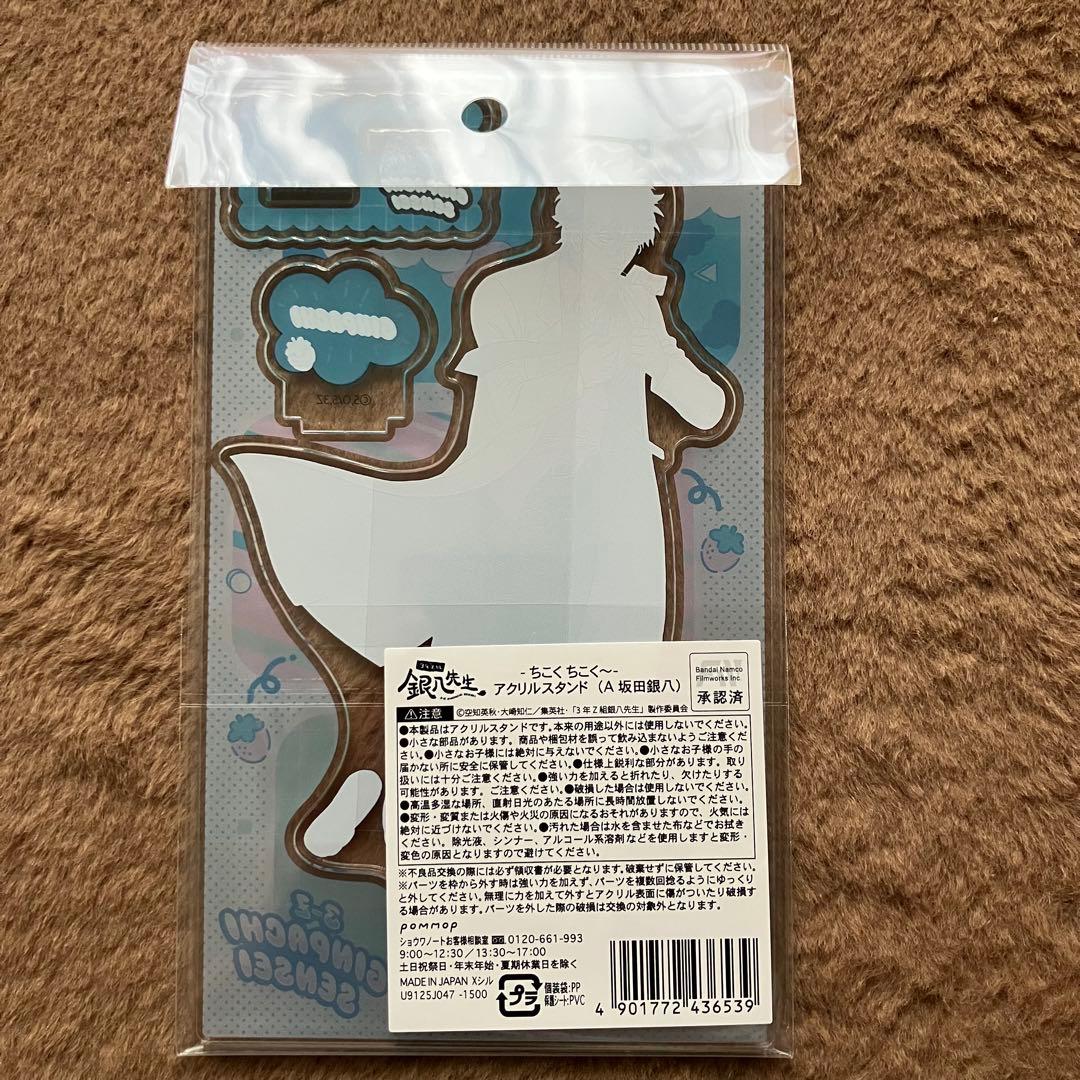 ©S,O/S,3Z
3-Z
GINPACHI
SENSEI
銀八先生
-ちこくちこく〜-
アクリルスタンド（A 坂田銀八）
Bandai Namco
Filmworks Inc.
承認済
⚠注意 ©空知英秋・大崎知仁／集英社・「3年Z組銀八先生」製作委員会
●本製品はアクリルスタンドです。本来の用途以外には使用しないでください。
●小さな部品があります。商品や梱包材を誤って飲み込まないようご注意くだ
さい。●小さなお子様には絶対に与えないでください。●小さなお子様の手の
届かない所に安全に保管してください。●仕様上鋭利な部分があります。取り
扱いには十分ご注意ください。●強い力を加えると折れたり、欠けたりする
可能性があります。ご注意ください。●破損した場合は使用しないでください。
●高温多湿な場所、直射日光のあたる場所に長時間放置しないでください。
●変形・変質または火傷や火災の原因になるおそれがありますので、火気には
絶対に近づけないでください。●汚れた場合は水を含ませた布などでお拭き
ください。除光液、シンナー、アルコール系溶剤などを使用しますと変形・
変色の原因となりますので避けてください。
※不良品交換の際には必ず領収書が必要となります。破棄せずに保管してください。
※パーツを枠から外す時は強い力を加えず、パーツを複数回捻るようにゆっくり
と外してください。無理に力を加えて外すとアクリル表面に傷がついたり破損す
る場合があります。パーツを外した際の破損は交換の対象外となります。
pommop
ショウワノートお客様相談室 0120-661-993
9:00〜12:30／13:30〜17:00
土日祝祭日・年末年始・夏期休業日を除く
MADE IN JAPAN Xシル
U9125J047 -1500
プラ
個装袋:PP
保護シート:PVC
4 901772 436539